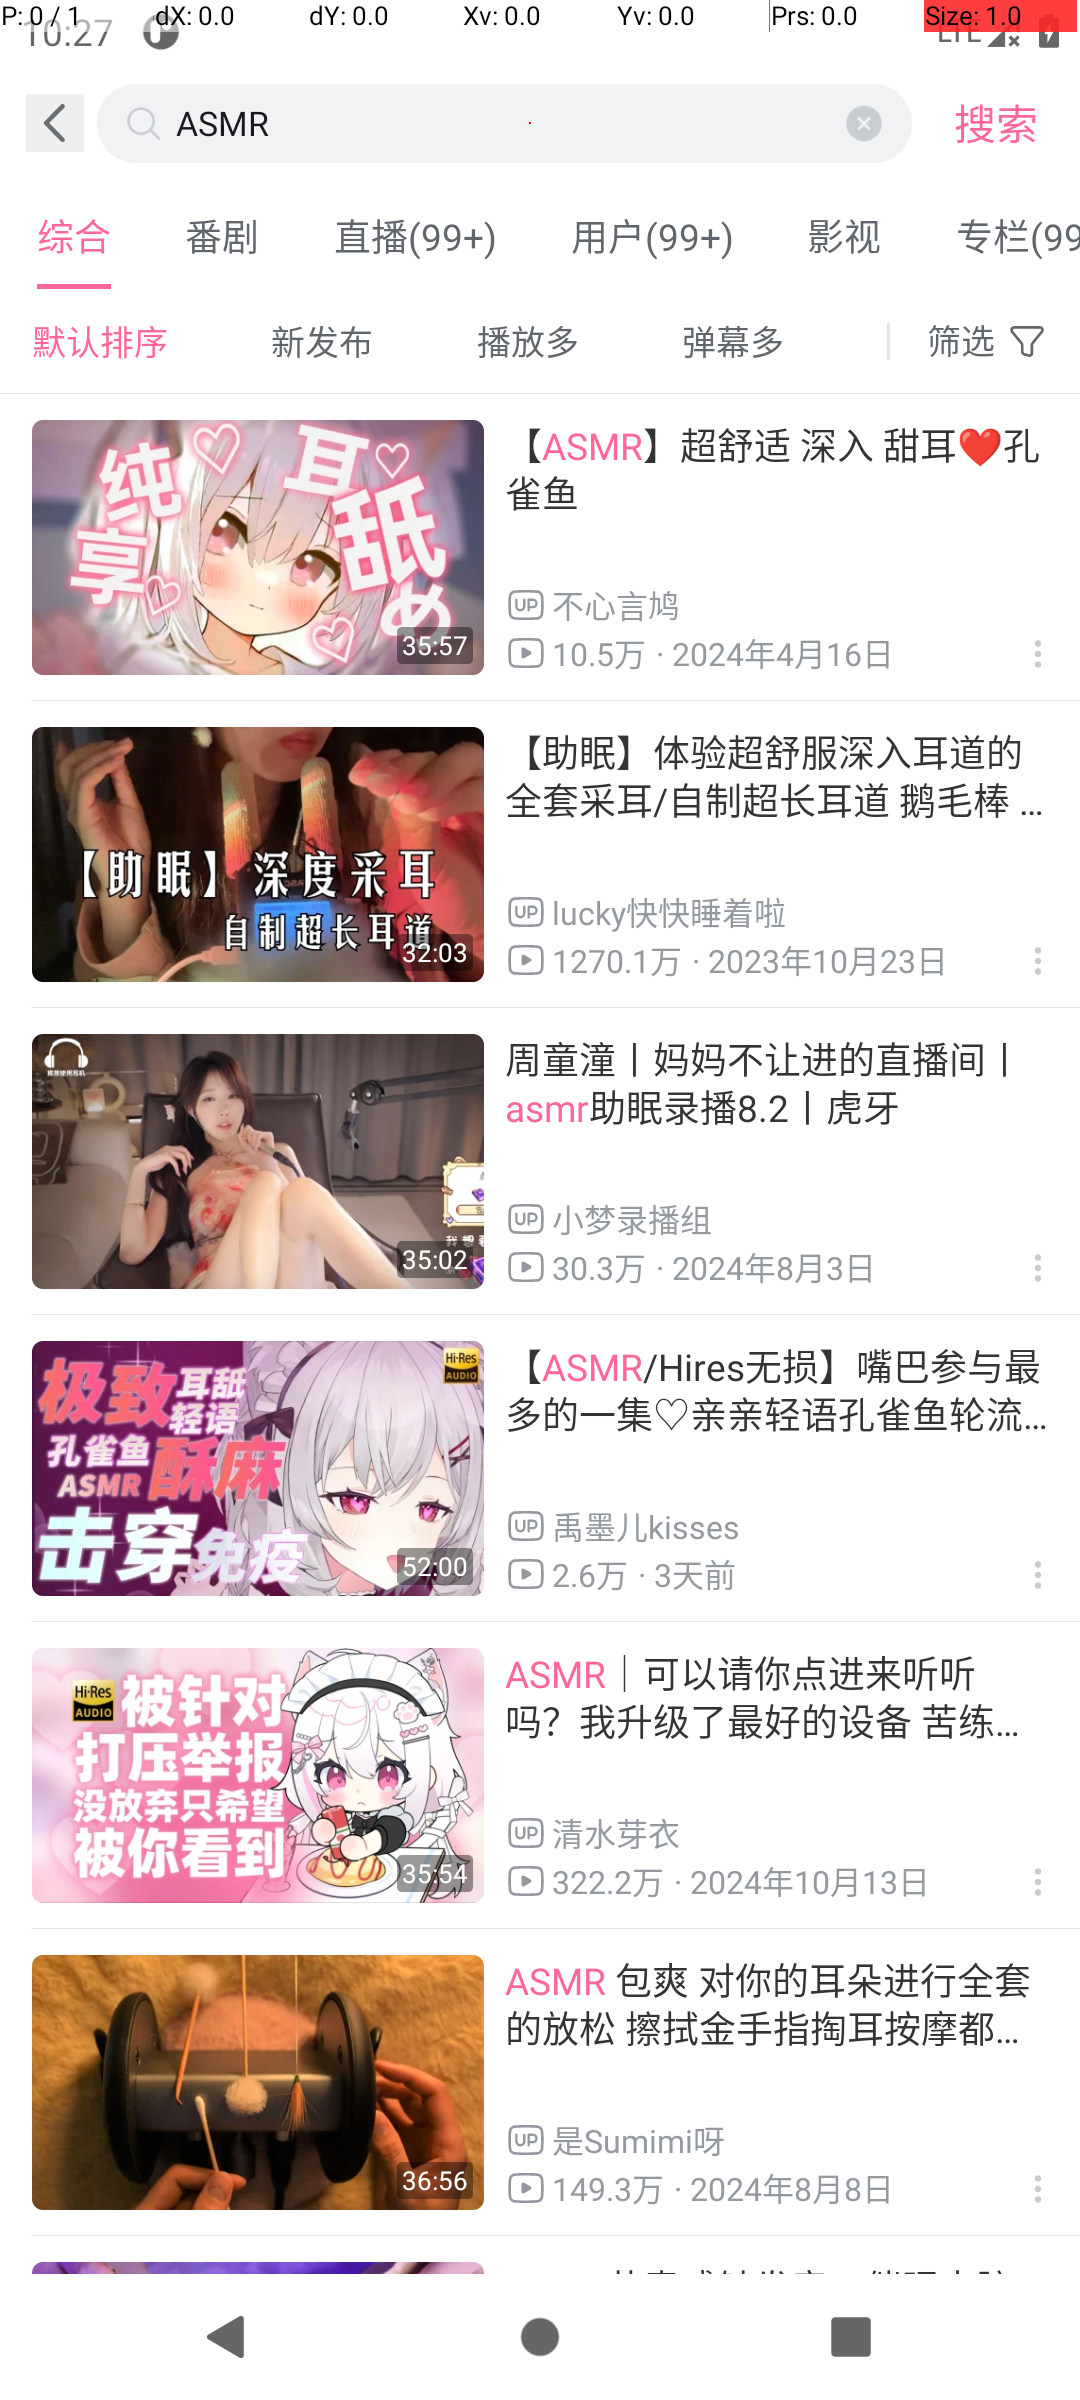 P: 0 / 1 dX: 0.0 dY: 0.0 Xv: 0.0 Yv: 0.0 Prs: 0.0 Size: 1.0
10:27 LTE
ASMR 搜索
综合 番剧 直播(99+) 用户(99+) 影视 专栏(99
默认排序 新发布 播放多 弹幕多 筛选
纯享 耳舐め
35:57
【ASMR】超舒适 深入 甜耳❤️孔
雀鱼
UP 不心言鸠
10.5万 · 2024年4月16日
【助眠】深度采耳
自制超长耳道
32:03
【助眠】体验超舒服深入耳道的
全套采耳/自制超长耳道 鹅毛棒 ...
UP lucky快快睡着啦
1270.1万 · 2023年10月23日
推荐使用耳机
35:02
周童潼丨妈妈不让进的直播间丨
asmr助眠录播8.2丨虎牙
UP 小梦录播组
30.3万 · 2024年8月3日
Hi-Res
AUDIO
极致耳舐
轻语
孔雀鱼
ASMR 酥麻
击穿免疫
52:00
【ASMR/Hires无损】嘴巴参与最
多的一集♡亲亲轻语孔雀鱼轮流...
UP 禹墨儿kisses
2.6万 · 3天前
Hi-Res
AUDIO
被针对
打压举报
没放弃只希望
被你看到
35:54
ASMR｜可以请你点进来听听
吗？我升级了最好的设备 苦练...
UP 清水芽衣
322.2万 · 2024年10月13日
36:56
ASMR 包爽 对你的耳朵进行全套
的放松 擦拭金手指掏耳按摩都...
UP 是Sumimi呀
149.3万 · 2024年8月8日